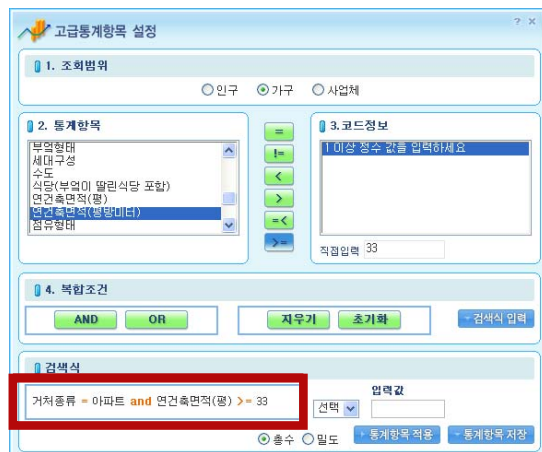 고급통계항목 설정
? ×
1. 조회범위
인구 가구 사업체
2. 통계항목
부엌형태
세대구성
수도
식당(부엌이 딸린식당 포함)
연건축면적(평)
연건축면적(평방미터)
점유형태
=
!=
<
>
=<
>=
3.코드정보
1 이상 정수 값을 입력하세요
직접입력 33
4. 복합조건
AND OR 지우기 초기화 검색식 입력
검색식
거처종류 = 아파트 and 연건축면적(평) >= 33
입력값
선택
총수 밀도 통계항목 적용 통계항목 저장